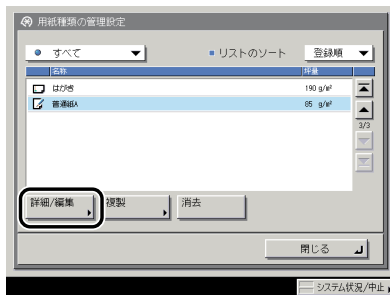 用紙種類の管理設定
すべて
リストのソート 登録順
名称 坪量
はがき 190 g/m²
普通紙A 85 g/m²
3/3
詳細/編集 複製 消去
閉じる
システム状況/中止